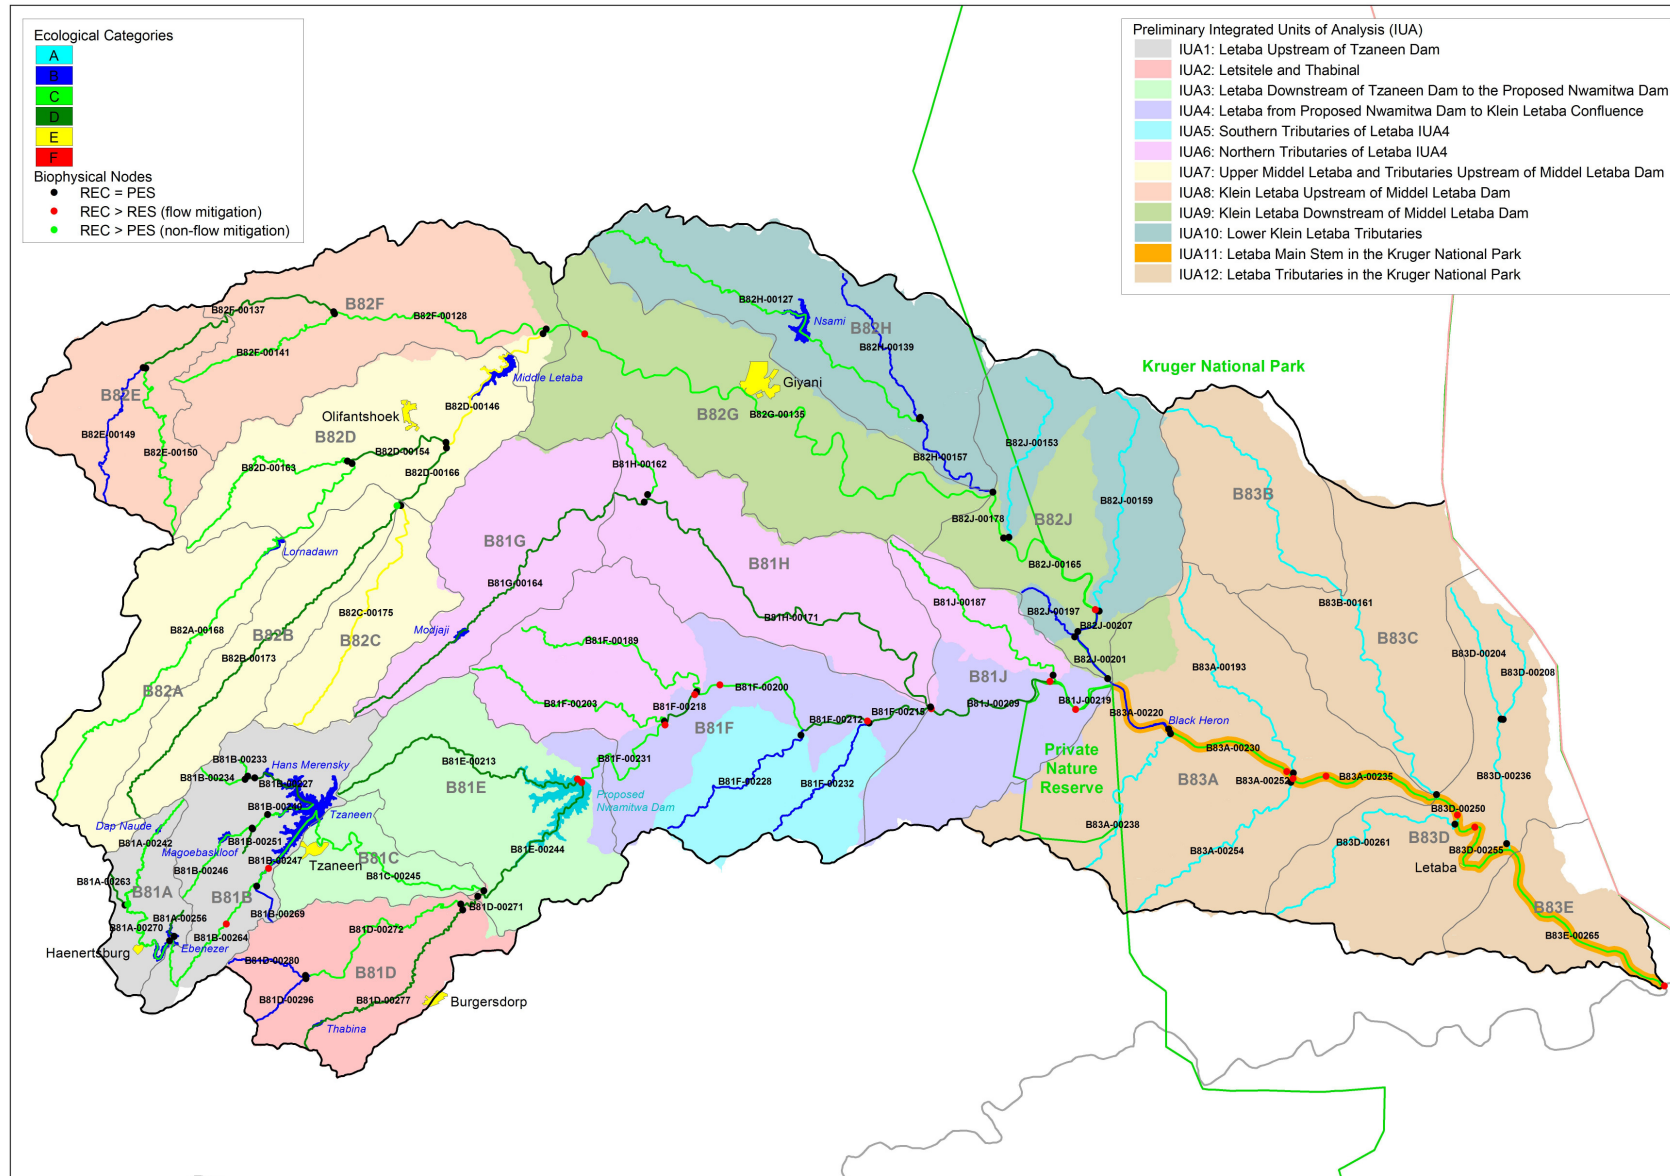 Ecological Categories
A
B
C
D
E
F
Biophysical Nodes
REC = PES
REC > RES (flow mitigation)
REC > PES (non-flow mitigation)
Preliminary Integrated Units of Analysis (IUA)
IUA1: Letaba Upstream of Tzaneen Dam
IUA2: Letsitele and Thabinal
IUA3: Letaba Downstream of Tzaneen Dam to the Proposed Nwamitwa Dam
IUA4: Letaba from Proposed Nwamitwa Dam to Klein Letaba Confluence
IUA5: Southern Tributaries of Letaba IUA4
IUA6: Northern Tributaries of Letaba IUA4
IUA7: Upper Middel Letaba and Tributaries Upstream of Middel Letaba Dam
IUA8: Klein Letaba Upstream of Middel Letaba Dam
IUA9: Klein Letaba Downstream of Middel Letaba Dam
IUA10: Lower Klein Letaba Tributaries
IUA11: Letaba Main Stem in the Kruger National Park
IUA12: Letaba Tributaries in the Kruger National Park
B82F-00137
B82F
B82F-00128
B82H-00127
Nsami
B82H
B82H-00139
B82F-00141
Kruger National Park
Middle Letaba
Giyani
B82E
B82D-00146
B82G
B82G-00135
Olifantshoek
B82E-00149
B82D
B82E-00150
B82D-00154
B82J-00153
B82H-00157
B82D-00163
B82D-00166
B81H-00162
B82J-00159
B83B
B82J-00178
B82J
B81G
Lornadawn
B81H
B82J-00165
B81G-00164
B81J-00187
B83B-00161
B82C-00175
B82J-00197
B81H-00171
B82J-00207
B82A-00168
Modjaji
B82B
B82C
B81F-00189
B83C
B82B-00173
B82J-00201
B83D-00204
B83A-00193
B83D-00208
B81J
B82A
B81F-00200
B81F-00203
B81F-00218
B81J-00209
B81J-00219
B81F-00212
B81F-00215
B83A-00220
B81F
Black Heron
B81E-00213
B83A-00230
B81B-00233
Hans Merensky
B81F-00231
Private
Nature
Reserve
B81B-00234
B81B-00227
B81F-00228
B81F-00232
B83A
B83A-00252
B83A-00235
B83D-00236
B81E
Proposed
Nwamitwa Dam
B81B-00240
Tzaneen
B83D-00250
Dap Naude
B83A-00238
B83D
B81A-00242
B81B-00251
B83D-00261
B83D-00255
Magoebaskloof
B81E-00244
B83A-00254
B81B-00247
Tzaneen
B81C
Letaba
B81B-00246
B81C-00245
B81A-00263
B81A
B81B
B81D-00271
B83E
B81A-00256
B81B-00269
B81A-00270
B81D-00272
B81B-00264
B83E-00265
Haenertsburg
Ebenezer
B81D-00280
B81D
B81D-00296
B81D-00277
Burgersdorp
Thabina